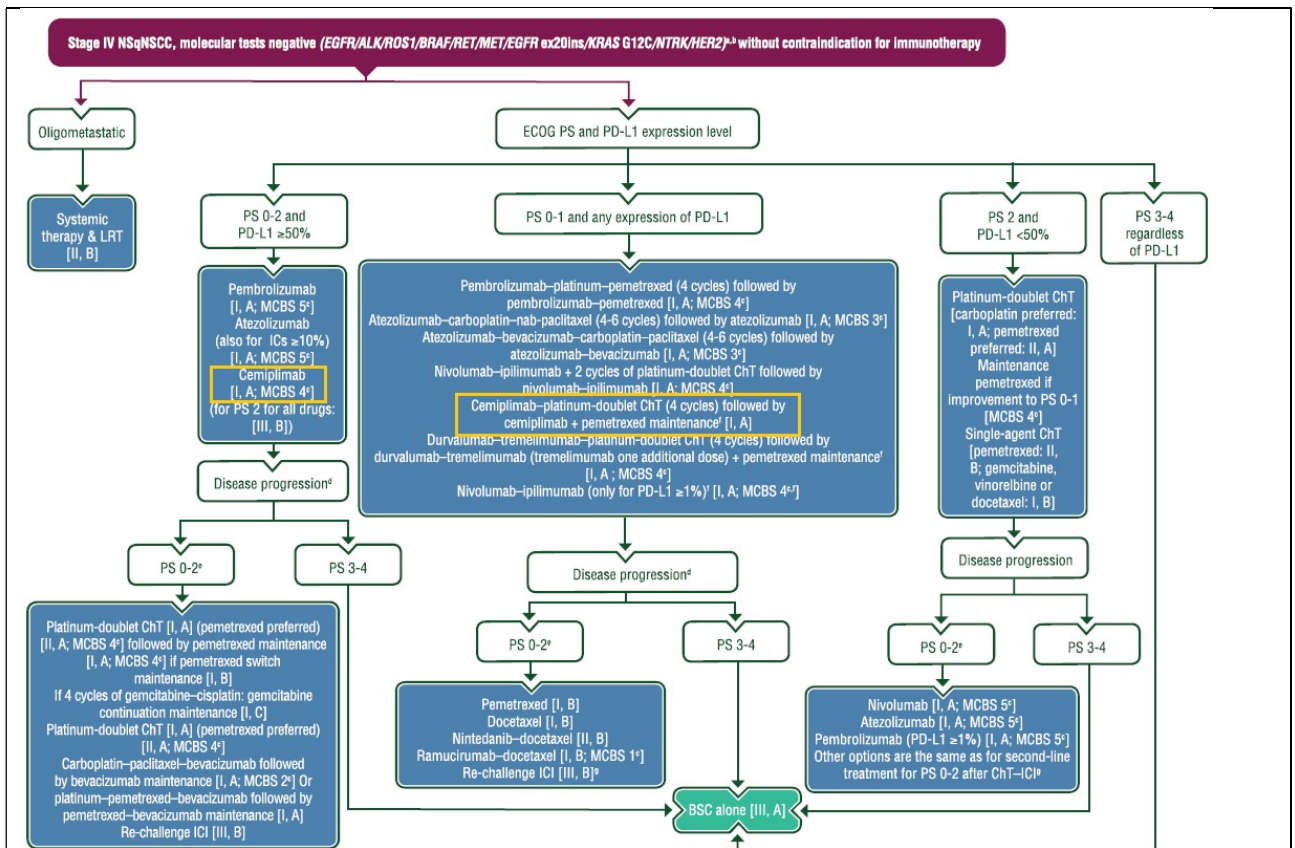 Stage IV NSqNSCC, molecular tests negative (EGFR/ALK/ROS1/BRAF/RET/MET/EGFR ex20ins/KRAS G12C/NTRK/HER2)a,b without contraindication for immunotherapy
Oligometastatic
ECOG PS and PD-L1 expression level
Systemic
therapy & LRT
[II, B]
PS 0-2 and
PD-L1 ≥50%
PS 0-1 and any expression of PD-L1
PS 2 and
PD-L1 <50%
PS 3-4
regardless
of PD-L1
Pembrolizumab
[I, A; MCBS 5c]
Atezolizumab
(also for ICs ≥10%)
[I, A; MCBS 5c]
Cemiplimab
[I, A; MCBS 4c]
(for PS 2 for all drugs:
[III, B])
Pembrolizumab–platinum–pemetrexed (4 cycles) followed by
pembrolizumab–pemetrexed [I, A; MCBS 4c]
Atezolizumab–carboplatin–nab-paclitaxel (4-6 cycles) followed by atezolizumab [I, A; MCBS 3c]
Atezolizumab–bevacizumab–carboplatin–paclitaxel (4-6 cycles) followed by
atezolizumab–bevacizumab [I, A; MCBS 3c]
Nivolumab–ipilimumab + 2 cycles of platinum-doublet ChT followed by
nivolumab–ipilimumab [I, A; MCBS 4c]
Cemiplimab–platinum-doublet ChT (4 cycles) followed by
cemiplimab + pemetrexed maintenancef [I, A]
Durvalumab–tremelimumab–platinum-doublet ChT (4 cycles) followed by
durvalumab–tremelimumab (tremelimumab one additional dose) + pemetrexed maintenancef
[I, A ; MCBS 4c]
Nivolumab–ipilimumab (only for PD-L1 ≥1%)f [I, A; MCBS 4c,f]
Platinum-doublet ChT
[carboplatin preferred:
I, A; pemetrexed
preferred: II, A]
Maintenance
pemetrexed if
improvement to PS 0-1
[MCBS 4c]
Single-agent ChT
[pemetrexed: II,
B; gemcitabine,
vinorelbine or
docetaxel: I, B]
Disease progressiond
Disease progressiond
Disease progression
PS 0-2e
PS 3-4
PS 0-2e
PS 3-4
PS 0-2e
PS 3-4
Platinum-doublet ChT [I, A] (pemetrexed preferred)
[II, A; MCBS 4c] followed by pemetrexed maintenance
[I, A; MCBS 4c] if pemetrexed switch
maintenance [I, B]
If 4 cycles of gemcitabine–cisplatin: gemcitabine
continuation maintenance [I, C]
Platinum-doublet ChT [I, A] (pemetrexed preferred)
[II, A; MCBS 4c]
Carboplatin–paclitaxel–bevacizumab followed
by bevacizumab maintenance [I, A; MCBS 2c] Or
platinum–pemetrexed–bevacizumab followed by
pemetrexed–bevacizumab maintenance [I, A]
Re-challenge ICI [III, B]
Pemetrexed [I, B]
Docetaxel [I, B]
Nintedanib–docetaxel [II, B]
Ramucirumab–docetaxel [I, B; MCBS 1c]
Re-challenge ICI [III, B]g
Nivolumab [I, A; MCBS 5c]
Atezolizumab [I, A; MCBS 5c]
Pembrolizumab (PD-L1 ≥1%) [I, A; MCBS 5c]
Other options are the same as for second-line
treatment for PS 0-2 after ChT–ICIg
BSC alone [III, A]